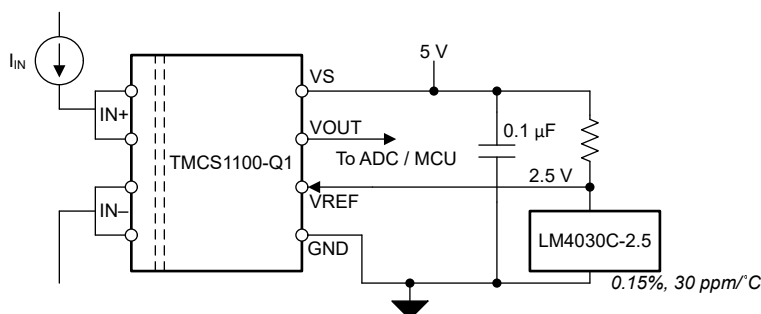 5 V
I_IN
VS
IN+
VOUT
0.1 µF
TMCS1100-Q1
To ADC / MCU
2.5 V
VREF
IN–
GND
LM4030C-2.5
0.15%, 30 ppm/˚C